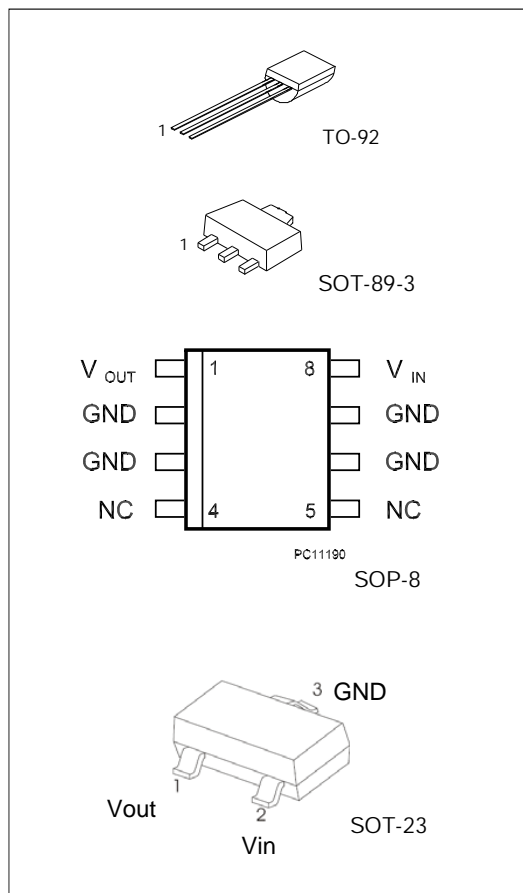 1
TO-92
1
SOT-89-3
V OUT 1 8 V IN
GND GND
GND GND
NC 4 5 NC
PC11190
SOP-8
3 GND
1
Vout
2
Vin
SOT-23